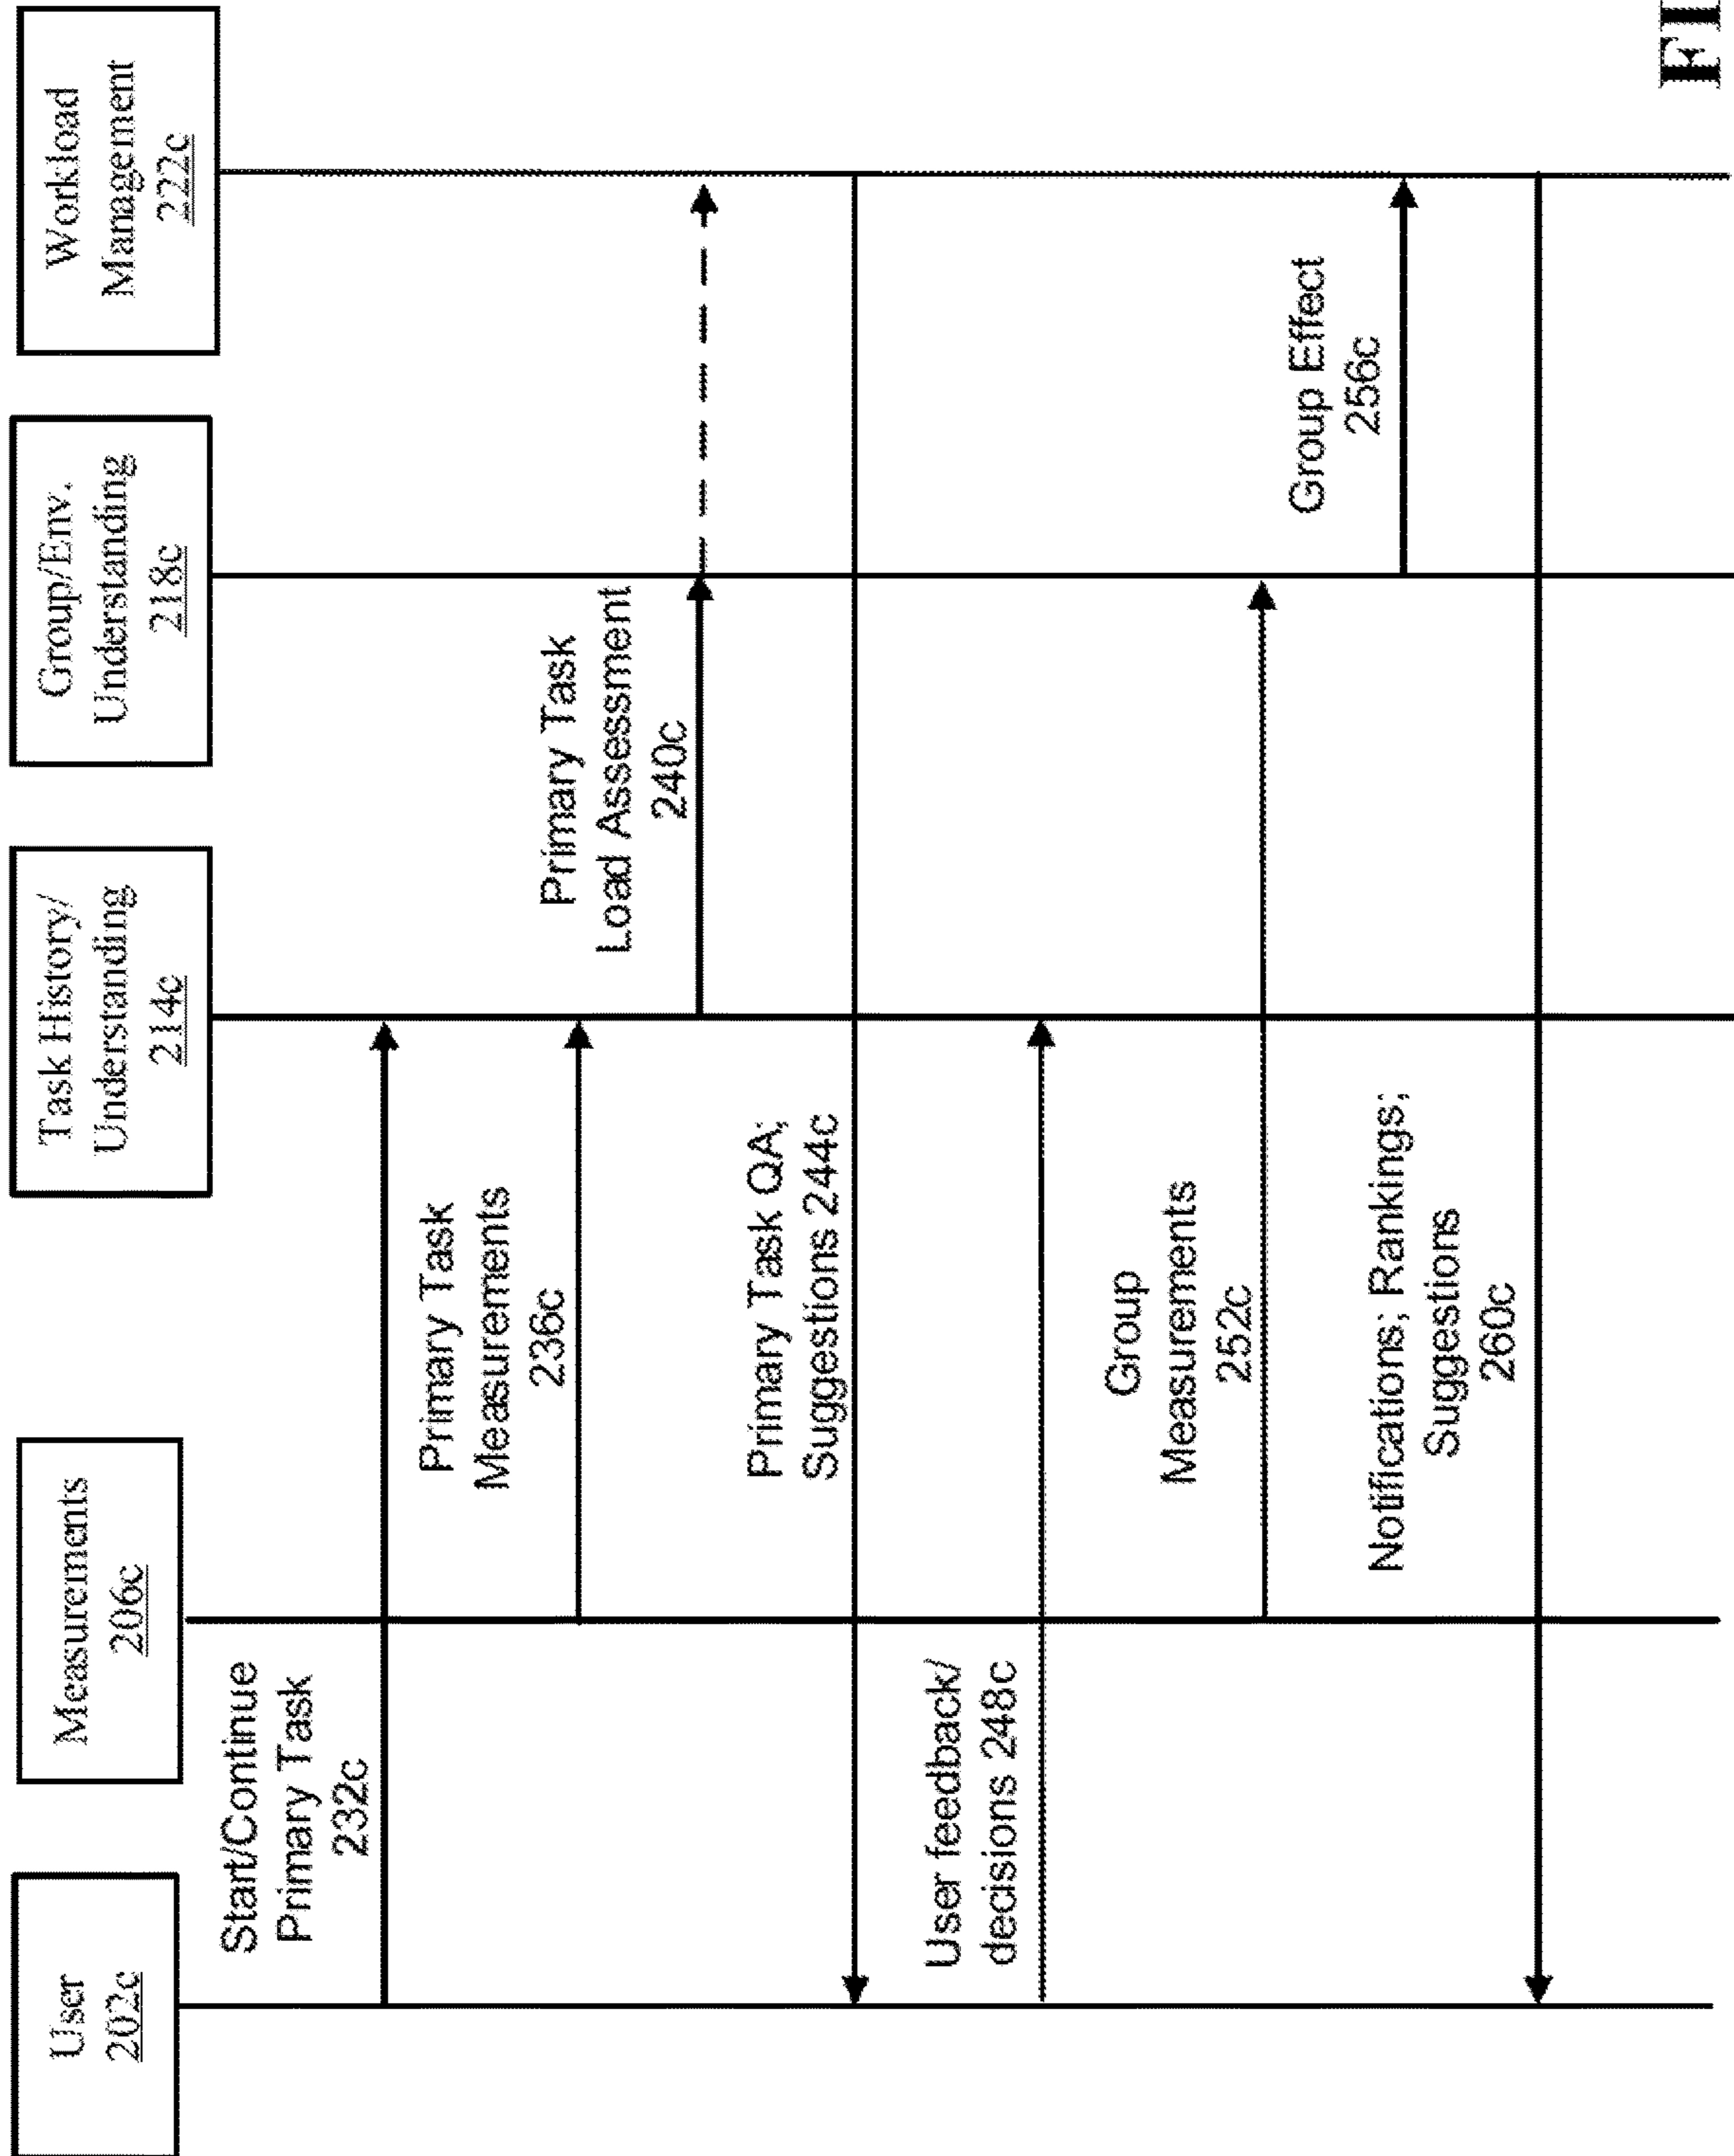 User
202c
Measurements
206c
Task History/
Understanding
214c
Group/Env.
Understanding
218c
Workload
Management
222c
Start/Continue
Primary Task
232c
Primary Task
Measurements
236c
Primary Task
Load Assessment
240c
Primary Task QA;
Suggestions 244c
User feedback/
decisions 248c
Group
Measurements
252c
Group Effect
256c
Notifications; Rankings;
Suggestions
260c
FI